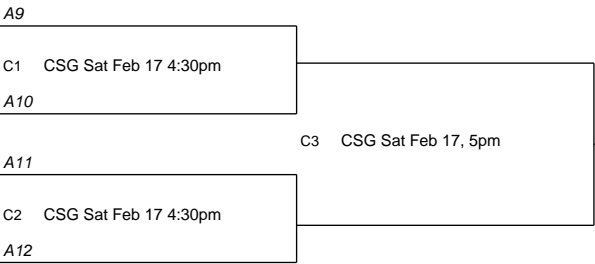 A9
C1 CSG Sat Feb 17 4:30pm
A10
C3 CSG Sat Feb 17, 5pm
A11
C2 CSG Sat Feb 17 4:30pm
A12